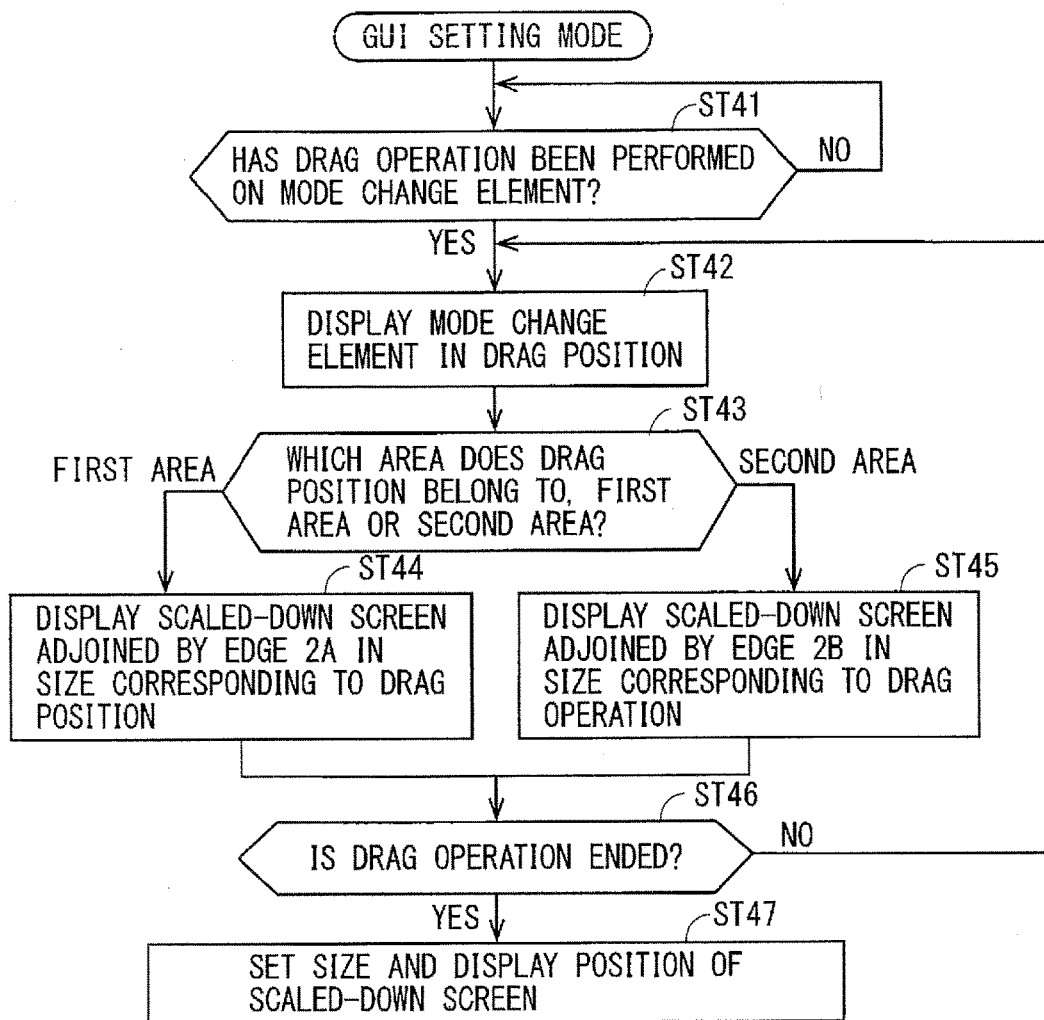 GUI SETTING MODE
ST41
HAS DRAG OPERATION BEEN PERFORMED
ON MODE CHANGE ELEMENT?
NO
YES
ST42
DISPLAY MODE CHANGE
ELEMENT IN DRAG POSITION
ST43
FIRST AREA
WHICH AREA DOES DRAG
POSITION BELONG TO, FIRST
AREA OR SECOND AREA?
SECOND AREA
ST44
DISPLAY SCALED-DOWN SCREEN
ADJOINED BY EDGE 2A IN
SIZE CORRESPONDING TO DRAG
POSITION
ST45
DISPLAY SCALED-DOWN SCREEN
ADJOINED BY EDGE 2B IN
SIZE CORRESPONDING TO DRAG
OPERATION
ST46
IS DRAG OPERATION ENDED?
NO
YES
ST47
SET SIZE AND DISPLAY POSITION OF
SCALED-DOWN SCREEN